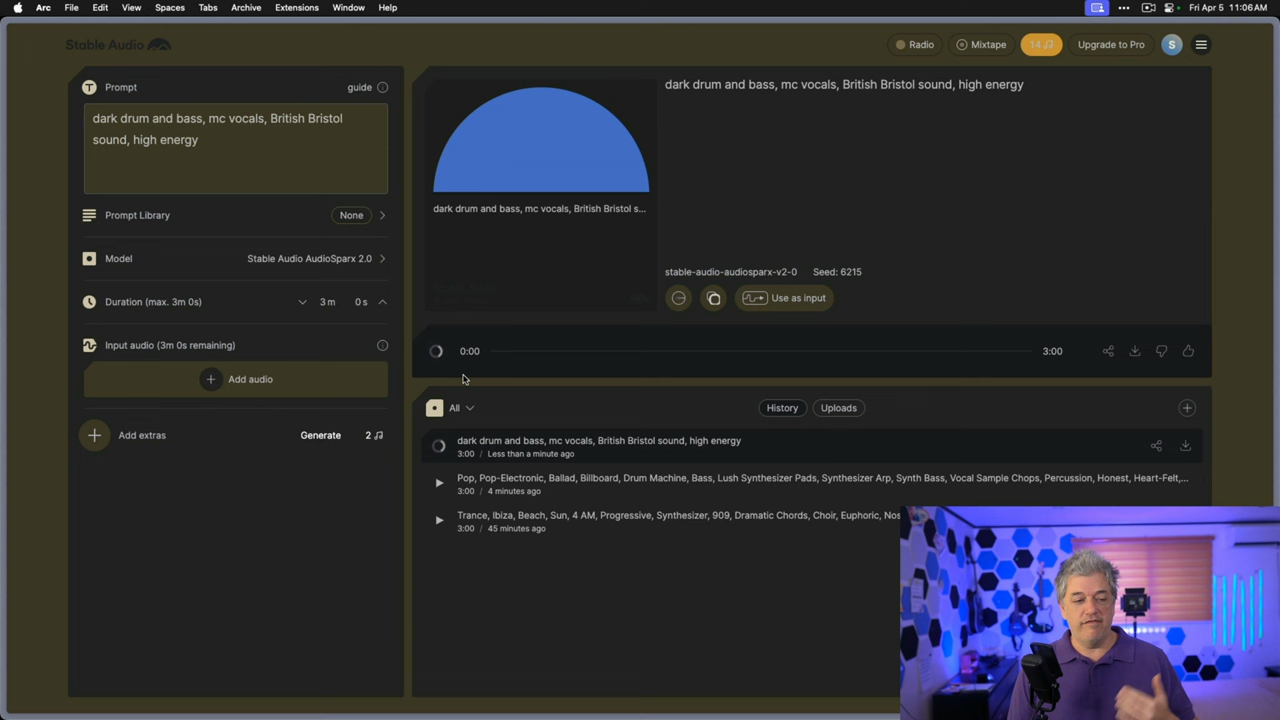 Arc File Edit View Spaces Tabs Archive Extensions Window Help
Fri Apr 5 11:06 AM
Stable Audio
Radio
Mixtape
14
Upgrade to Pro
S
Prompt
guide
dark drum and bass, mc vocals, British Bristol
sound, high energy
Prompt Library
None
Model
Stable Audio AudioSparx 2.0
Duration (max. 3m 0s)
3 m 0 s
Input audio (3m 0s remaining)
Add audio
Add extras
Generate 2
dark drum and bass, mc vocals, British Bristol s...
dark drum and bass, mc vocals, British Bristol sound, high energy
stable-audio-audiosparx-v2-0 Seed: 6215
Use as input
0:00
3:00
All
History
Uploads
dark drum and bass, mc vocals, British Bristol sound, high energy
3:00 / Less than a minute ago
Pop, Pop-Electronic, Ballad, Billboard, Drum Machine, Bass, Lush Synthesizer Pads, Synthesizer Arp, Synth Bass, Vocal Sample Chops, Percussion, Honest, Heart-Felt,...
3:00 / 4 minutes ago
Trance, Ibiza, Beach, Sun, 4 AM, Progressive, Synthesizer, 909, Dramatic Chords, Choir, Euphoric, Nos
3:00 / 45 minutes ago